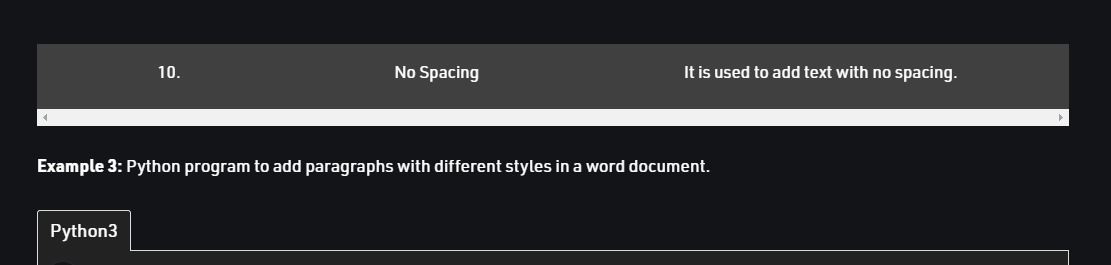 10. No Spacing It is used to add text with no spacing.
Example 3: Python program to add paragraphs with different styles in a word document.
Python3